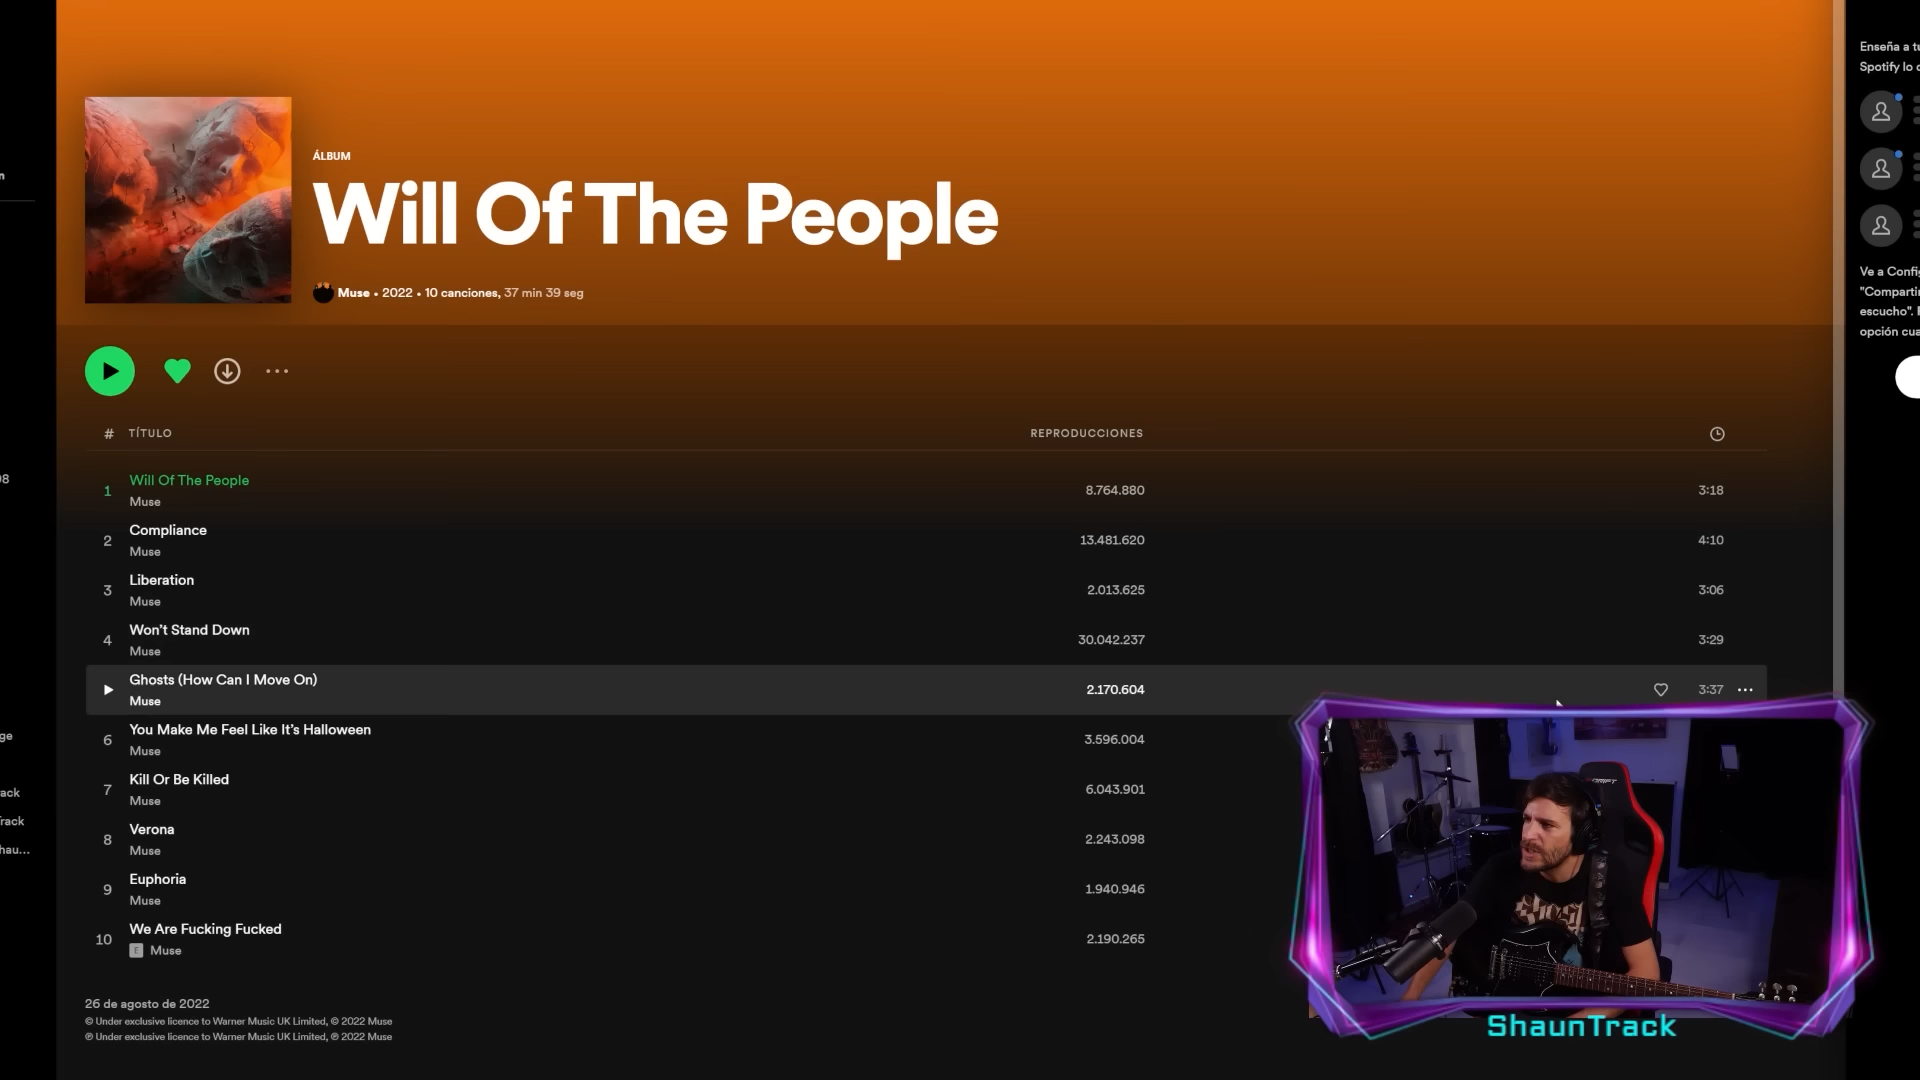 ÁLBUM
Will Of The People
Muse • 2022 • 10 canciones, 37 min 39 seg
# TÍTULO REPRODUCCIONES
1 Will Of The People 8.764.880 3:18
Muse
2 Compliance 13.481.620 4:10
Muse
3 Liberation 2.013.625 3:06
Muse
4 Won’t Stand Down 30.042.237 3:29
Muse
Ghosts (How Can I Move On) 2.170.604 3:37
Muse
6 You Make Me Feel Like It’s Halloween 3.596.004
Muse
7 Kill Or Be Killed 6.043.901
Muse
8 Verona 2.243.098
Muse
9 Euphoria 1.940.946
Muse
10 We Are Fucking Fucked 2.190.265
E Muse
26 de agosto de 2022
© Under exclusive licence to Warner Music UK Limited, © 2022 Muse
℗ Under exclusive licence to Warner Music UK Limited, ℗ 2022 Muse
Enseña a tu
Spotify lo
Ve a Config
"Compartir
escucho".
opción cua
ge
ack
Track
hau...
Ghost
ShaunTrack